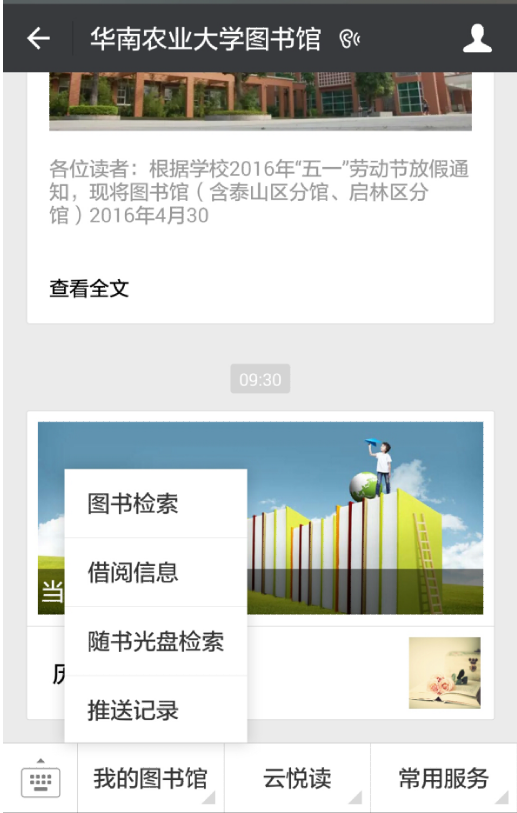 华南农业大学图书馆
各位读者：根据学校2016年“五一”劳动节放假通
知，现将图书馆（含泰山区分馆、启林区分
馆）2016年4月30
查看全文
09:30
图书检索
借阅信息
当
随书光盘检索
历
推送记录
我的图书馆
云悦读
常用服务